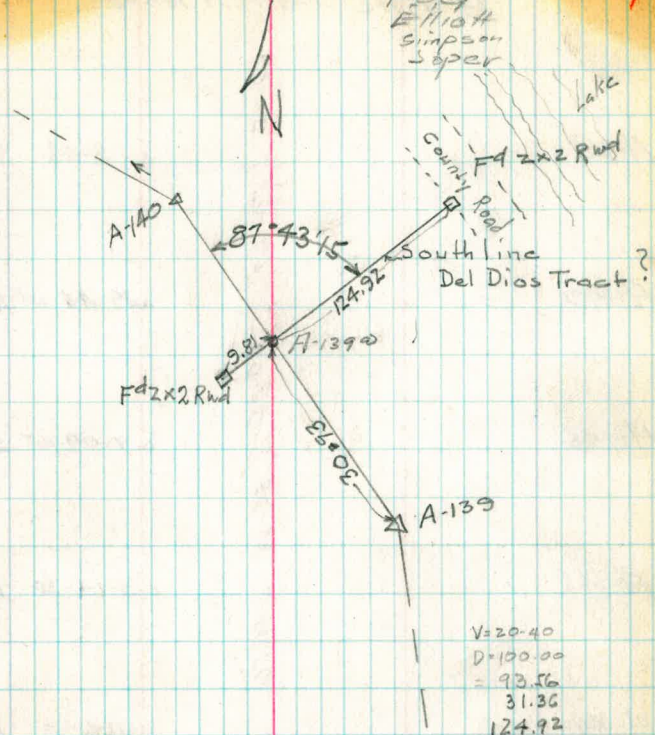 Elliott
Simpson
Soper
Lake
N
County Road
Fd 2x2 Rwd
A-140
87°43'15
South line
Del Dios Tract ?
124.92
9.81
A-139a
Fd 2x2 Rwd
30.93
A-139
V=20-40
D=100.00
= 93.56
31.36
124.92